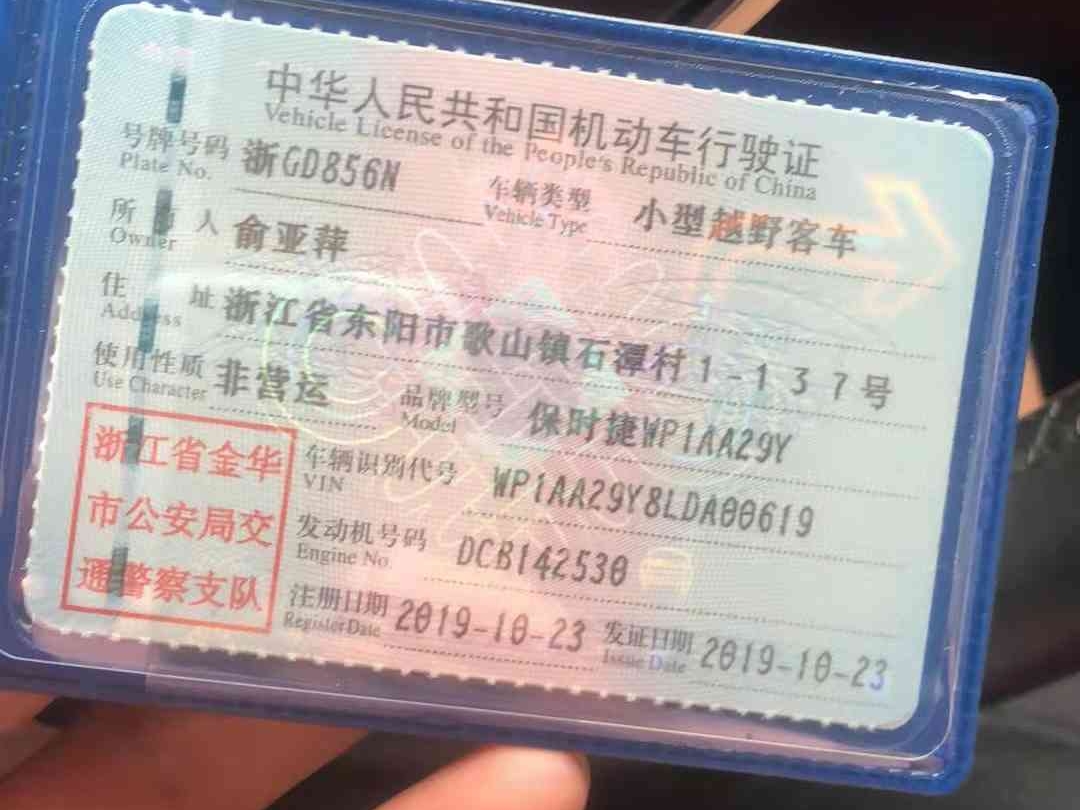 中华人民共和国机动车行驶证
Vehicle License of the People's Republic of China
号牌号码 浙GD856N 车辆类型 小型越野客车
Plate No. Vehicle Type
所有人 俞亚萍
Owner
住址 浙江省东阳市歌山镇石潭村1-137号
Address
使用性质 非营运 品牌型号 保时捷WP1AA29Y
Use Character Model
浙江省金华
市公安局交
通警察支队
车辆识别代号 WP1AA29Y8LDA00619
VIN
发动机号码 DCB142530
Engine No.
注册日期 2019-10-23 发证日期 2019-10-23
Register Date Issue Date